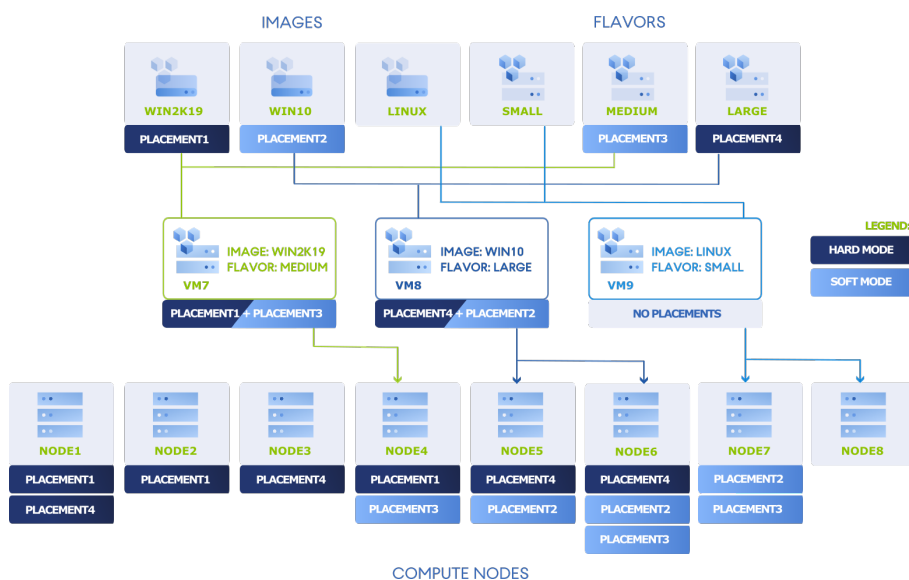 IMAGES
FLAVORS
WIN2K19
WIN10
LINUX
SMALL
MEDIUM
LARGE
PLACEMENT1
PLACEMENT2
PLACEMENT3
PLACEMENT4
IMAGE: WIN2K19
FLAVOR: MEDIUM
VM7
PLACEMENT1 + PLACEMENT3
IMAGE: WIN10
FLAVOR: LARGE
VM8
PLACEMENT4 + PLACEMENT2
IMAGE: LINUX
FLAVOR: SMALL
VM9
NO PLACEMENTS
LEGEND:
HARD MODE
SOFT MODE
NODE1
NODE2
NODE3
NODE4
NODE5
NODE6
NODE7
NODE8
PLACEMENT1
PLACEMENT1
PLACEMENT4
PLACEMENT1
PLACEMENT4
PLACEMENT4
PLACEMENT2
PLACEMENT4
PLACEMENT3
PLACEMENT2
PLACEMENT2
PLACEMENT3
PLACEMENT3
COMPUTE NODES